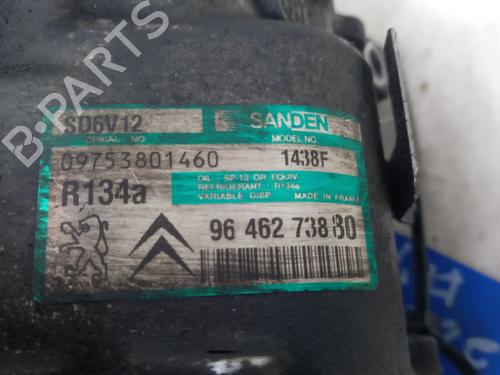 B-PARTS
SD6V12
SANDEN
SERIAL NO.
MODEL NO.
09753801460
1438F
R134a
OIL : SP-10 OR EQUIV
REFRIGERANT : R134a
VARIABLE DISP. MADE IN FRANCE
96 462 738 80